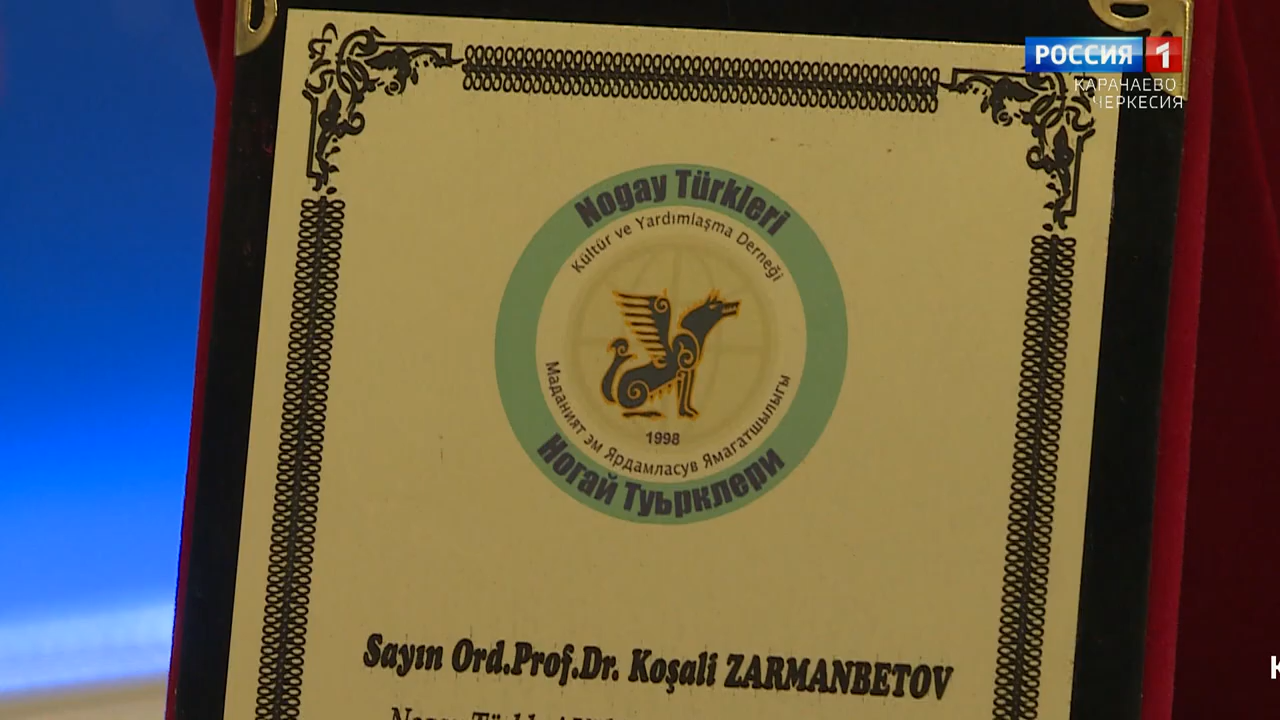 РОССИЯ 1
КАРАЧАЕВО
ЧЕРКЕСИЯ
Nogay Türkleri
Kültür ve Yardımlaşma Derneği
1998
Маданият эм Ярдамласув Ямагатшылыгы
Ногай Туьрклери
Sayın Ord.Prof.Dr. Koşali ZARMANBETOV